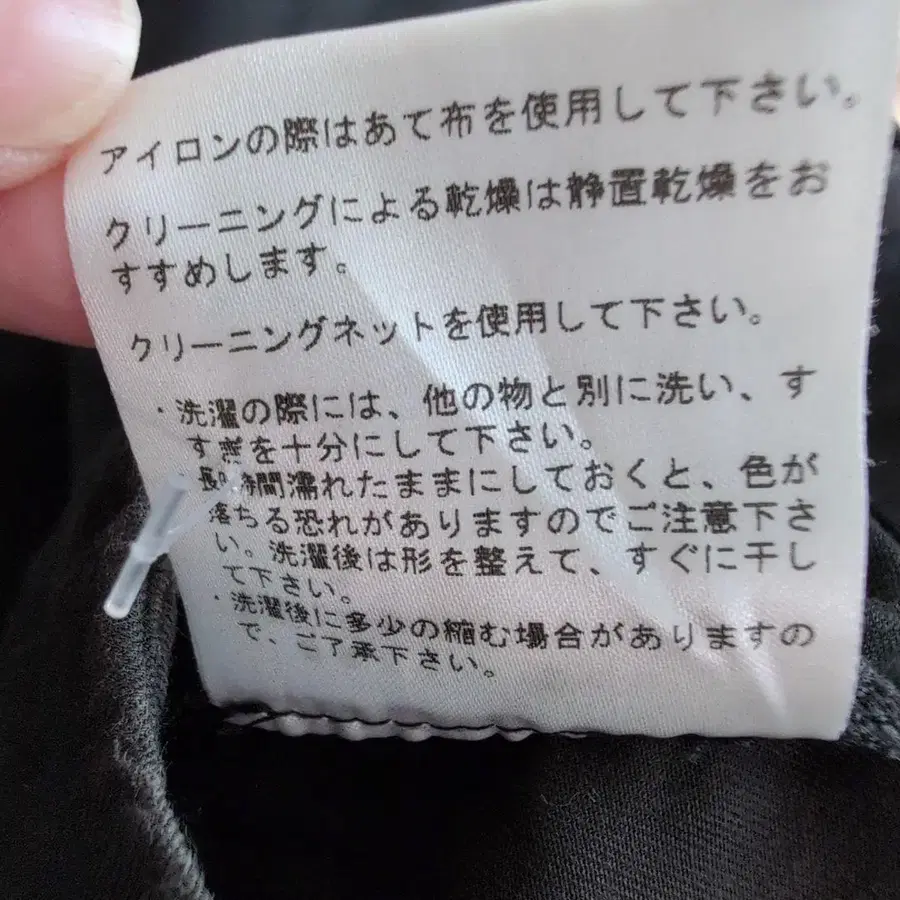 アイロンの際はあて布を使用して下さい。
クリーニングによる乾燥は静置乾燥をお
すすめします。
クリーニングネットを使用して下さい。
・洗濯の際には、他の物と別に洗い、す
すぎを十分にして下さい。
長時間濡れたままにしておくと、色が
落ちる恐れがありますのでご注意下さ
い。洗濯後は形を整えて、すぐに干し
て下さい。
・洗濯後に多少の縮む場合がありますの
で、ご了承下さい。